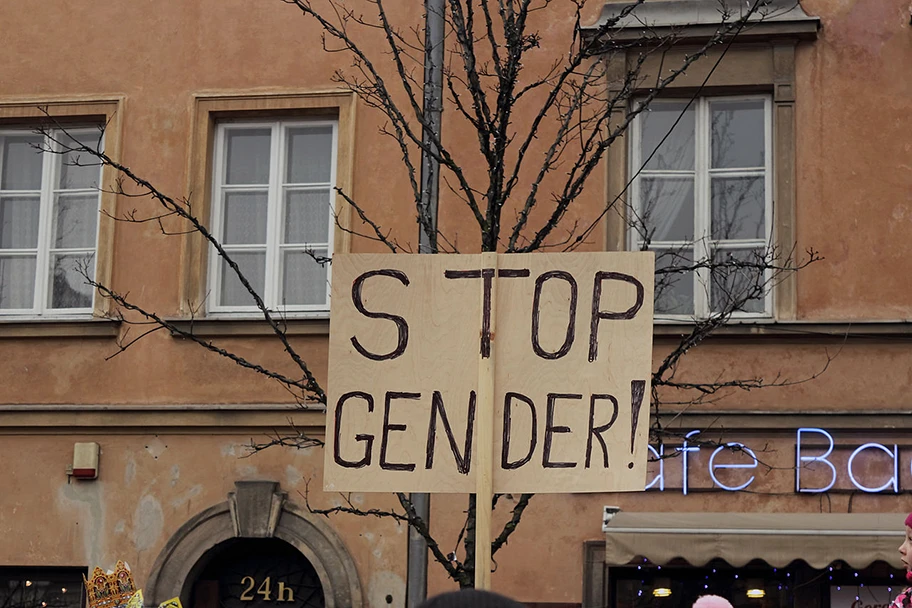 STOP
GENDER!
afe Ba
24h